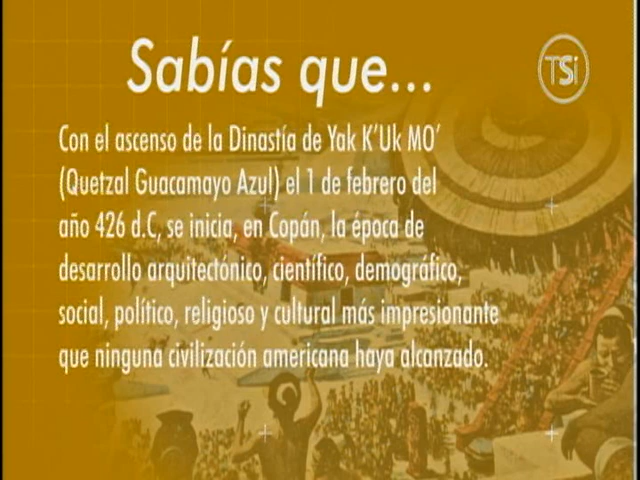 Sabías que...
TSi
Con el ascenso de la Dinastía de Yak K'Uk MO'
(Quetzal Guacamayo Azul) el 1 de febrero del
año 426 d.C, se inicia, en Copán, la época de
desarrollo arquitectónico, científico, demográfico,
social, político, religioso y cultural más impresionante
que ninguna civilización americana haya alcanzado.